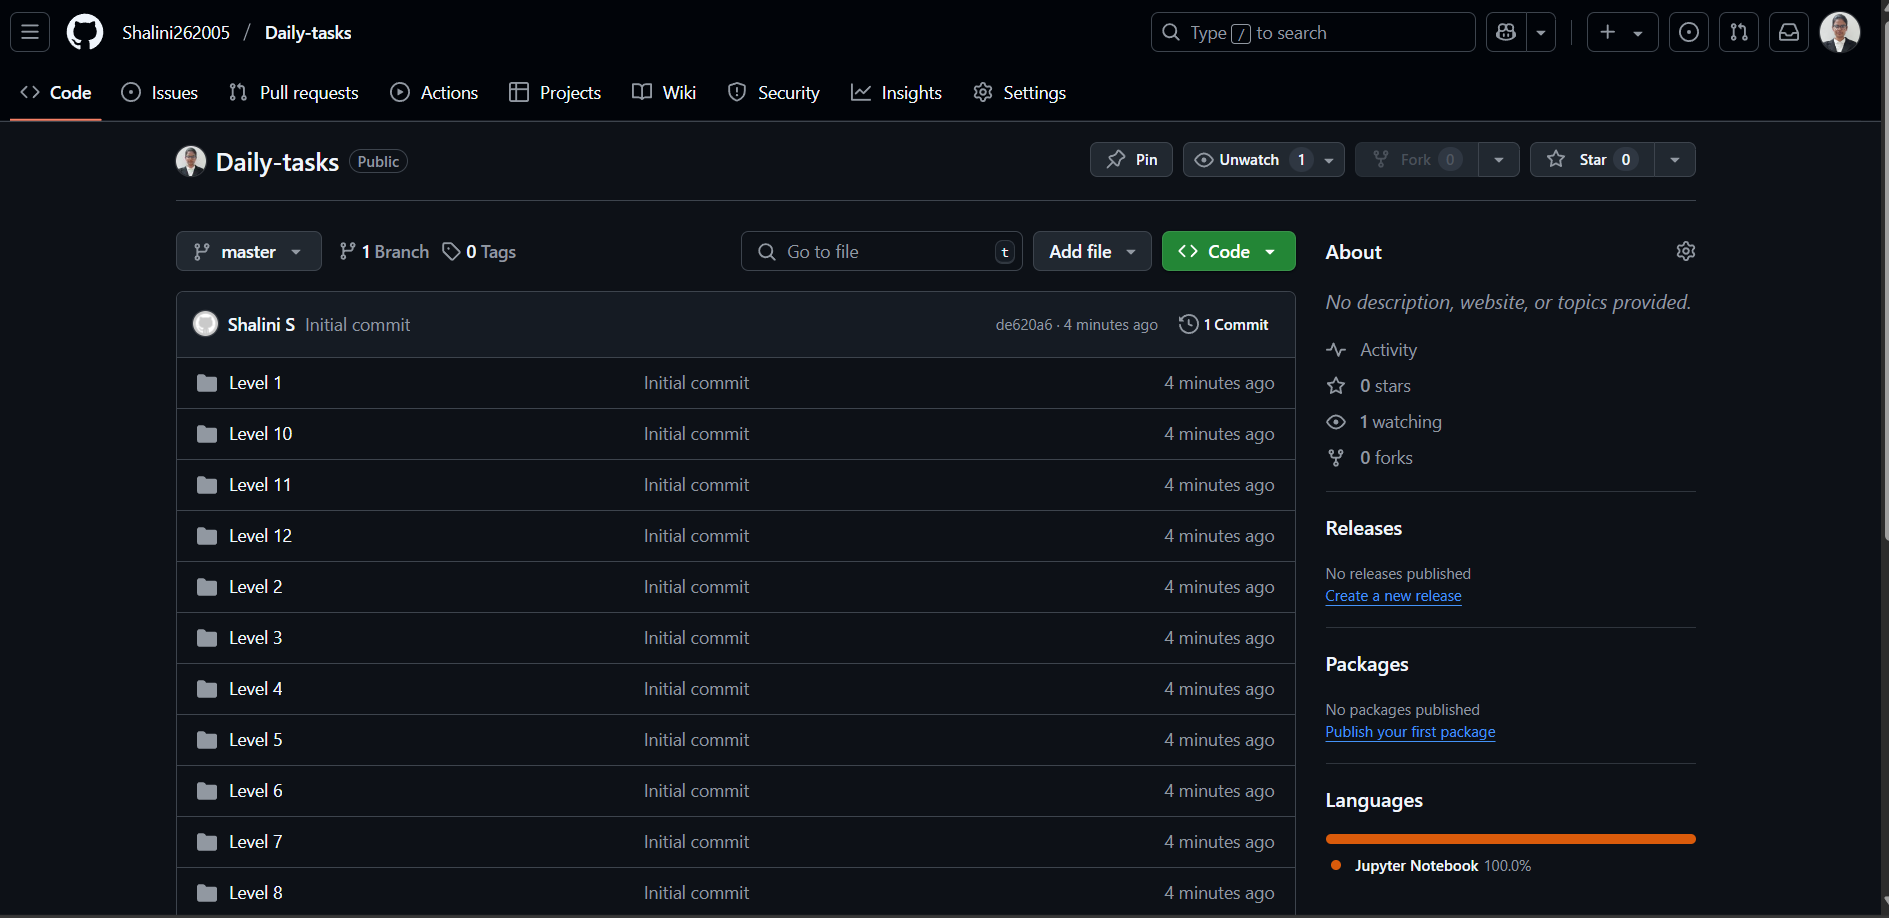 Shalini262005 / Daily-tasks
Type / to search
Code Issues Pull requests Actions Projects Wiki Security Insights Settings
Daily-tasks Public
Pin Unwatch 1 Fork 0 Star 0
master 1 Branch 0 Tags Go to file t Add file Code
Shalini S Initial commit de620a6 · 4 minutes ago 1 Commit
Level 1 Initial commit 4 minutes ago
Level 10 Initial commit 4 minutes ago
Level 11 Initial commit 4 minutes ago
Level 12 Initial commit 4 minutes ago
Level 2 Initial commit 4 minutes ago
Level 3 Initial commit 4 minutes ago
Level 4 Initial commit 4 minutes ago
Level 5 Initial commit 4 minutes ago
Level 6 Initial commit 4 minutes ago
Level 7 Initial commit 4 minutes ago
Level 8 Initial commit 4 minutes ago
About
No description, website, or topics provided.
Activity
0 stars
1 watching
0 forks
Releases
No releases published
Create a new release
Packages
No packages published
Publish your first package
Languages
Jupyter Notebook 100.0%